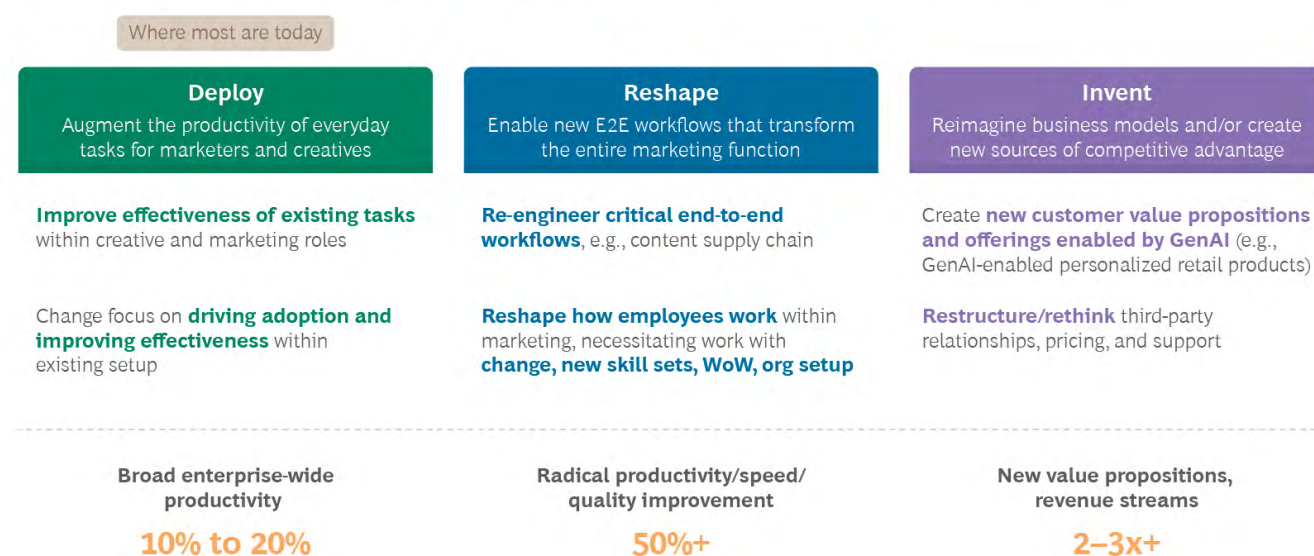 Where most are today
Deploy
Augment the productivity of everyday
tasks for marketers and creatives
Improve effectiveness of existing tasks
within creative and marketing roles
Change focus on driving adoption and
improving effectiveness within
existing setup
Broad enterprise-wide
productivity
10% to 20%
Reshape
Enable new E2E workflows that transform
the entire marketing function
Re-engineer critical end-to-end
workflows, e.g., content supply chain
Reshape how employees work within
marketing, necessitating work with
change, new skill sets, WoW, org setup
Radical productivity/speed/
quality improvement
50%+
Invent
Reimagine business models and/or create
new sources of competitive advantage
Create new customer value propositions
and offerings enabled by GenAI (e.g.,
GenAI-enabled personalized retail products)
Restructure/rethink third-party
relationships, pricing, and support
New value propositions,
revenue streams
2–3x+